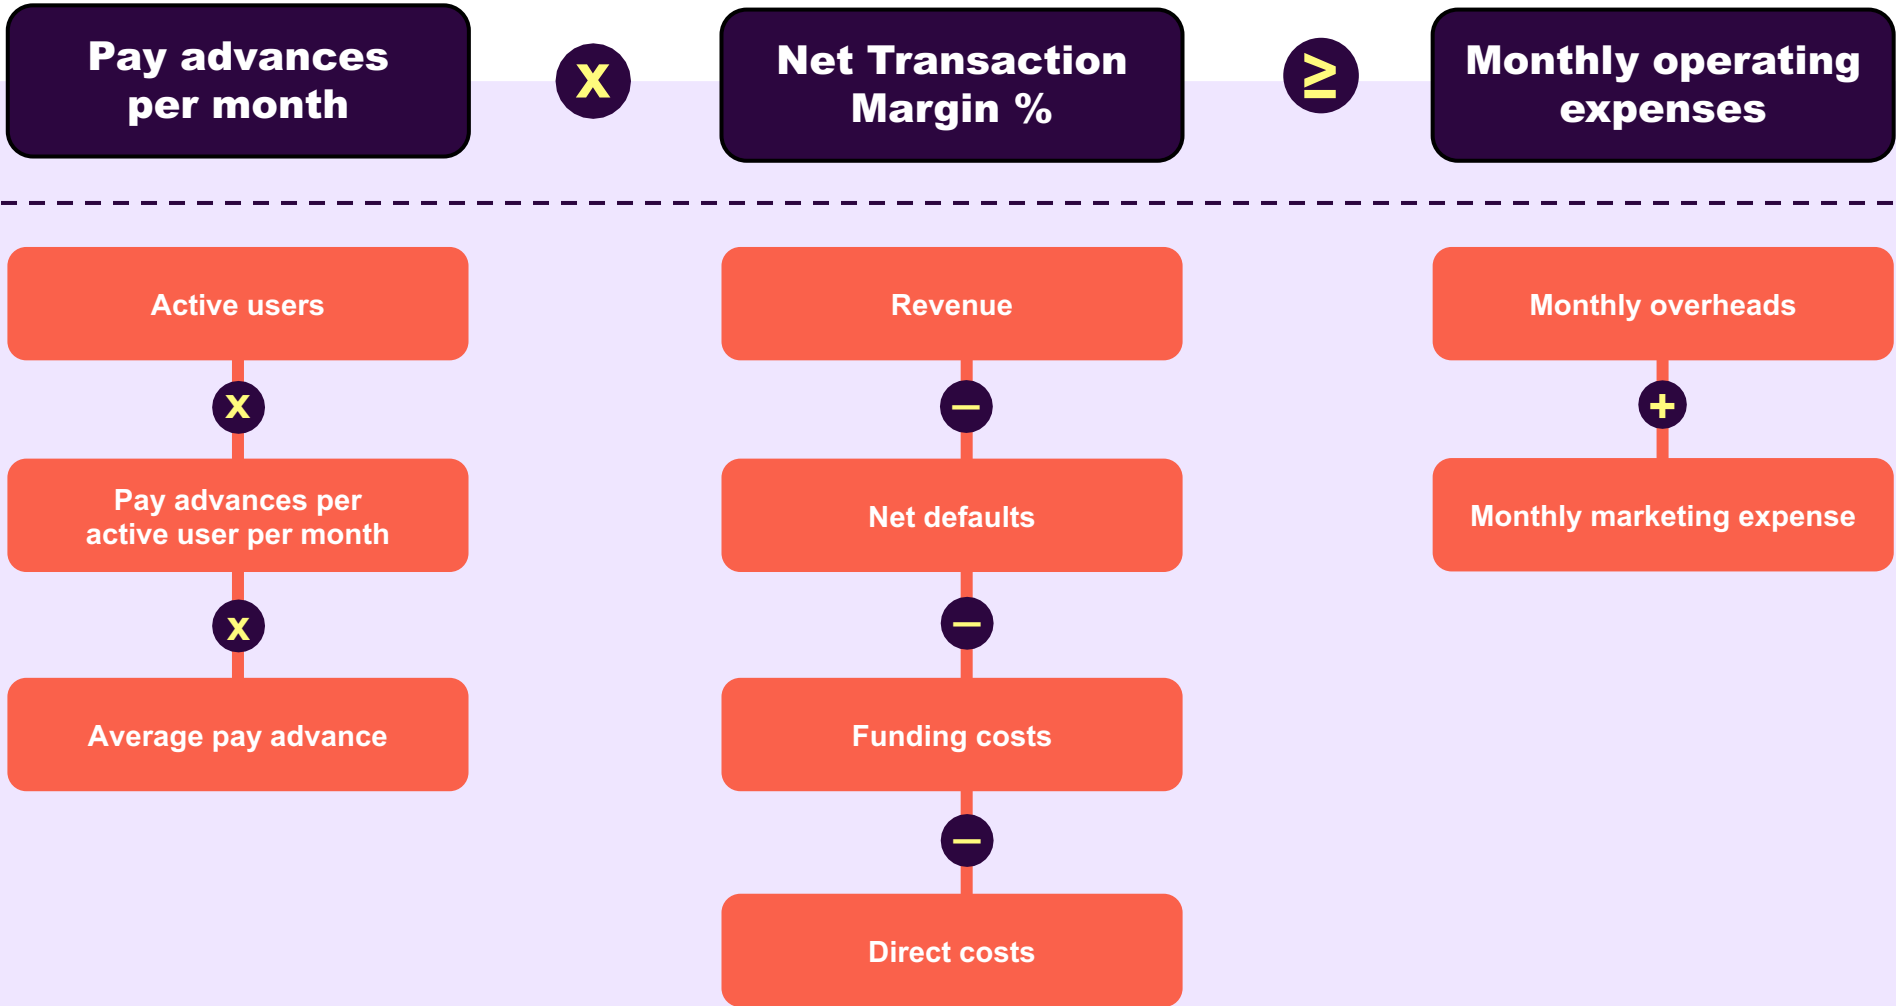 Pay advances
per month
x
Net Transaction
Margin %
≥
Monthly operating
expenses
Active users
x
Pay advances per
active user per month
x
Average pay advance
Revenue
–
Net defaults
–
Funding costs
–
Direct costs
Monthly overheads
+
Monthly marketing expense